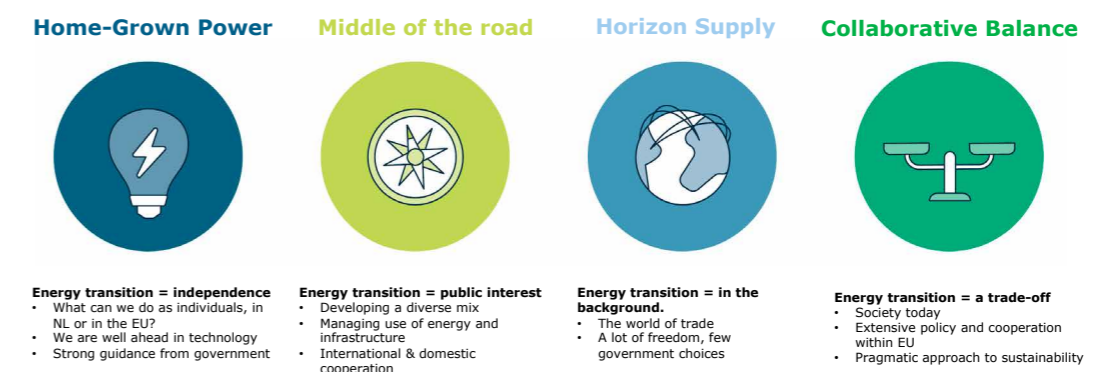 Home-Grown Power
Middle of the road
Horizon Supply
Collaborative Balance
Energy transition = independence
• What can we do as individuals, in
NL or in the EU?
• We are well ahead in technology
• Strong guidance from government
Energy transition = public interest
• Developing a diverse mix
• Managing use of energy and
infrastructure
• International & domestic
cooperation
Energy transition = in the
background.
• The world of trade
• A lot of freedom, few
government choices
Energy transition = a trade-off
• Society today
• Extensive policy and cooperation
within EU
• Pragmatic approach to sustainability